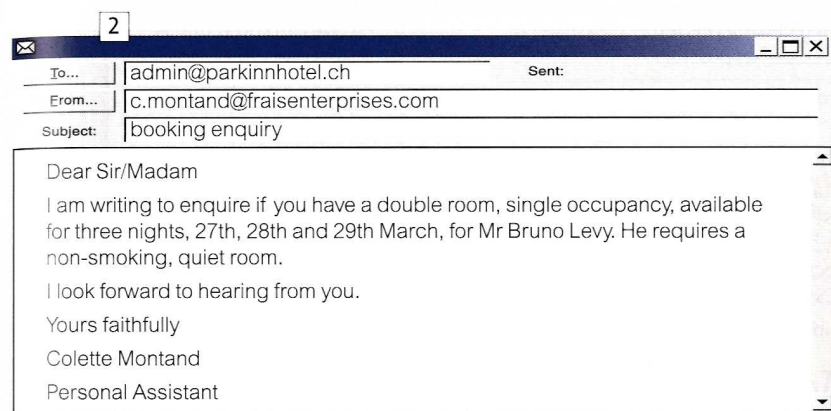 2
To... admin@parkinnhotel.ch Sent:
From... c.montand@fraisenterprises.com
Subject: booking enquiry
Dear Sir/Madam
I am writing to enquire if you have a double room, single occupancy, available
for three nights, 27th, 28th and 29th March, for Mr Bruno Levy. He requires a
non-smoking, quiet room.
I look forward to hearing from you.
Yours faithfully
Colette Montand
Personal Assistant